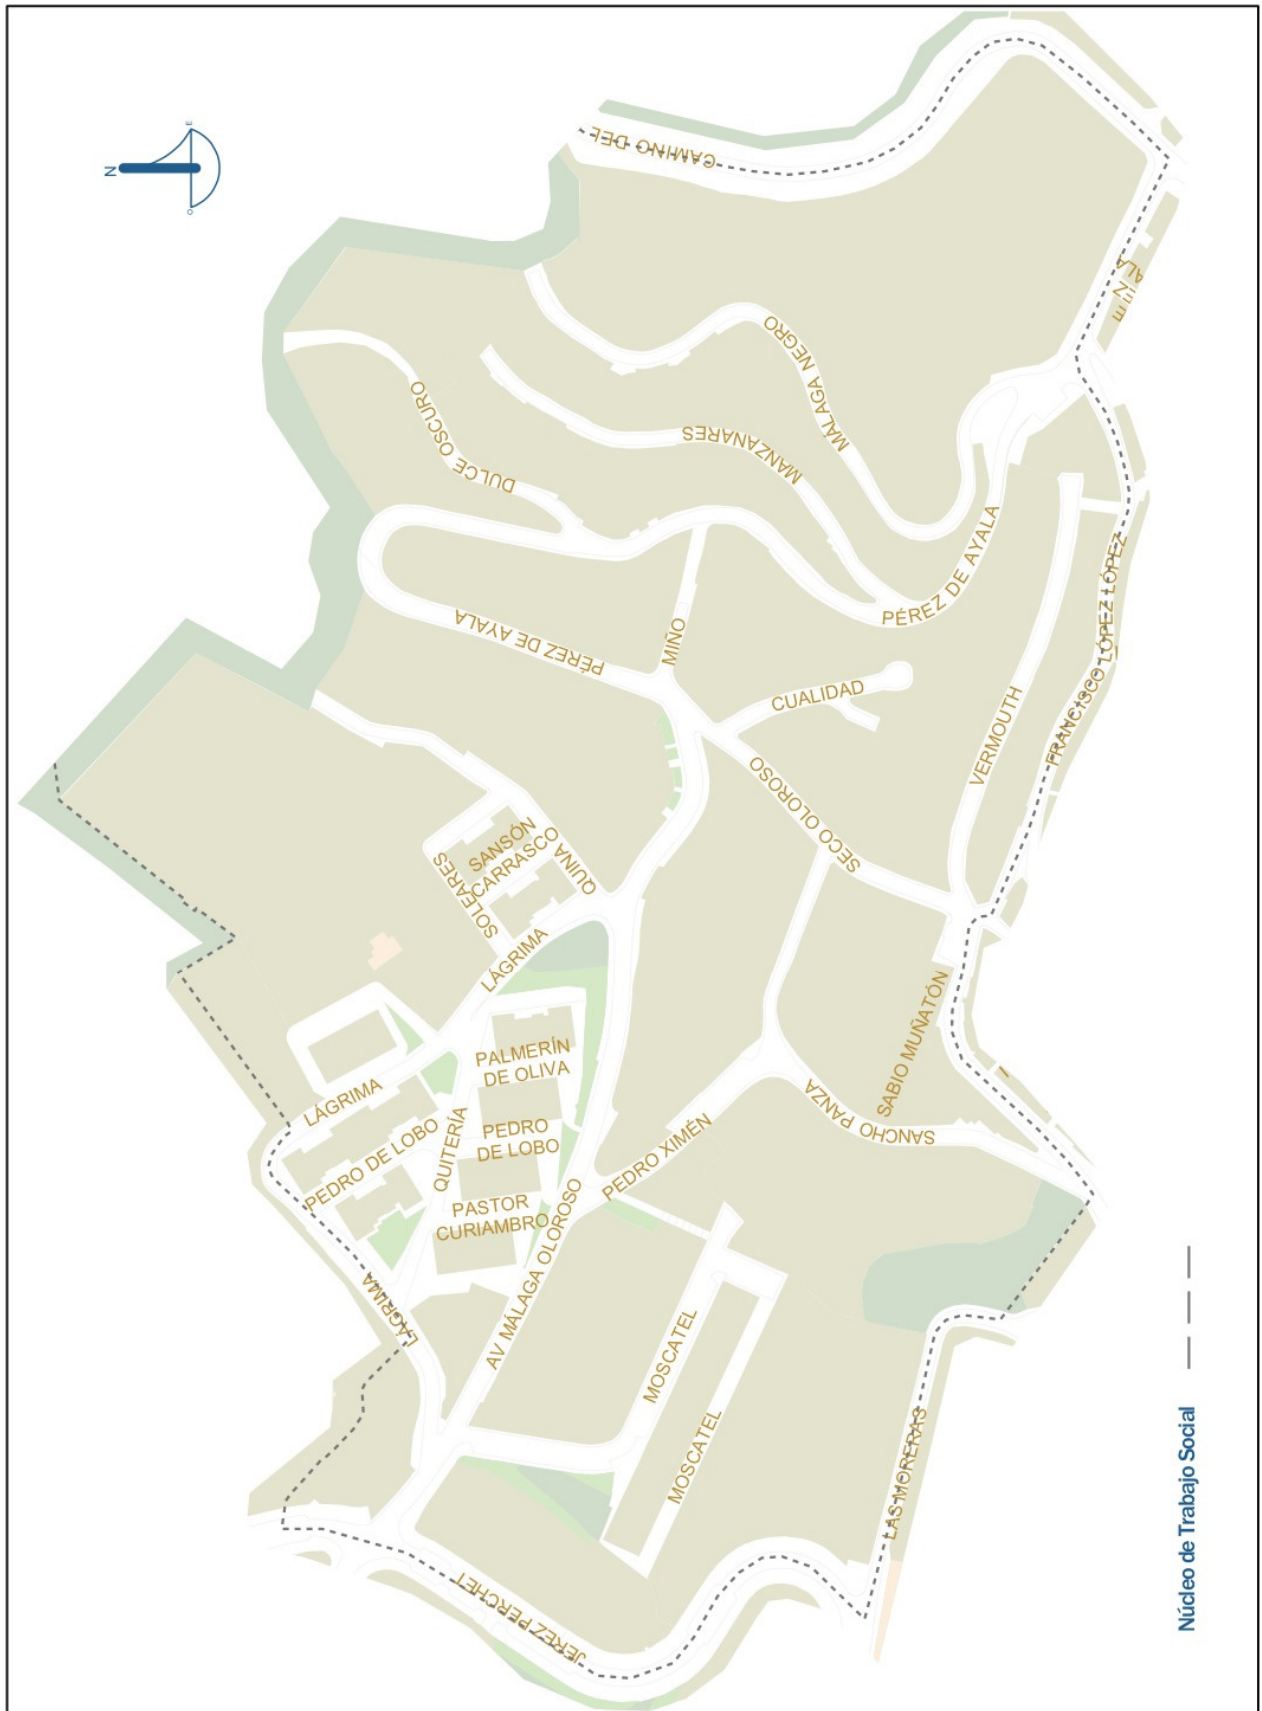 N
E
O
CAMINO DEL
MÁLAGA NEGRO
MANZANARES
DULCE OSCURO
PÉREZ DE AYALA
PÉREZ DE AYALA
MIÑO
CUALIDAD
VERMOUTH
FRANCISCO LÓPEZ LÓPEZ
SECO OLOROSO
SANSÓN
CARRASCO
QUINA
SOLEARES
LÁGRIMA
PALMERÍN
DE OLIVA
LÁGRIMA
PEDRO DE LOBO
QUITERÍA
PEDRO
DE LOBO
PASTOR
CURIAMBRO
LÁGRIMA
AV MÁLAGA OLOROSO
PEDRO XIMÉN
SANCHO PANZA
SABIO MUÑATÓN
MOSCATEL
MOSCATEL
LAS MORERAS
JEREZ PERCHET
Núcleo de Trabajo Social